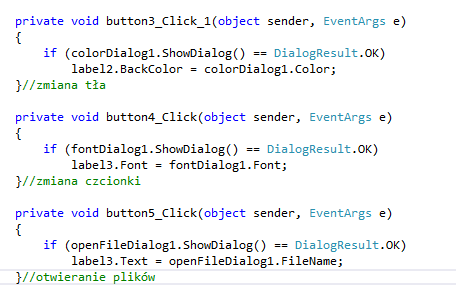 private void button3_Click_1(object sender, EventArgs e)
{
    if (colorDialog1.ShowDialog() == DialogResult.OK)
        label2.BackColor = colorDialog1.Color;
}//zmiana tła

private void button4_Click(object sender, EventArgs e)
{
    if (fontDialog1.ShowDialog() == DialogResult.OK)
        label3.Font = fontDialog1.Font;
}//zmiana czcionki

private void button5_Click(object sender, EventArgs e)
{
    if (openFileDialog1.ShowDialog() == DialogResult.OK)
        label3.Text = openFileDialog1.FileName;
}//otwieranie plików